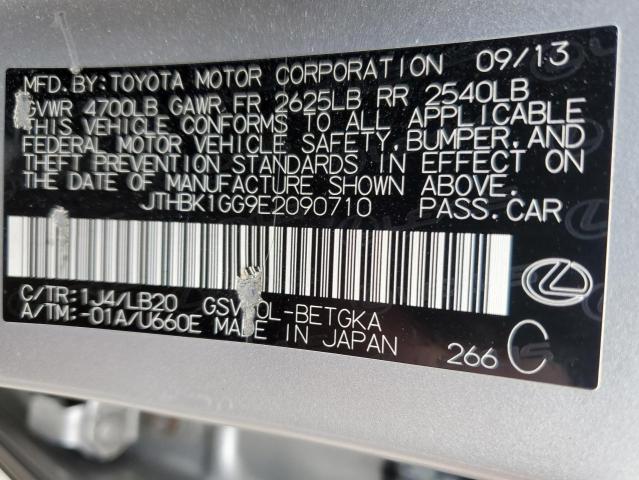 MFD. BY: TOYOTA MOTOR CORPORATION 09/13
GVWR 4700LB GAWR FR 2625LB RR 2540LB
THIS VEHICLE CONFORMS TO ALL APPLICABLE
FEDERAL MOTOR VEHICLE SAFETY, BUMPER, AND
THEFT PREVENTION STANDARDS IN EFFECT ON
THE DATE OF MANUFACTURE SHOWN ABOVE.
JTHBK1GG9E2090710 PASS. CAR
C/TR: 1J4/LB20 -BETGKA
A/TM: -01A/U660E MADE IN JAPAN
266 C